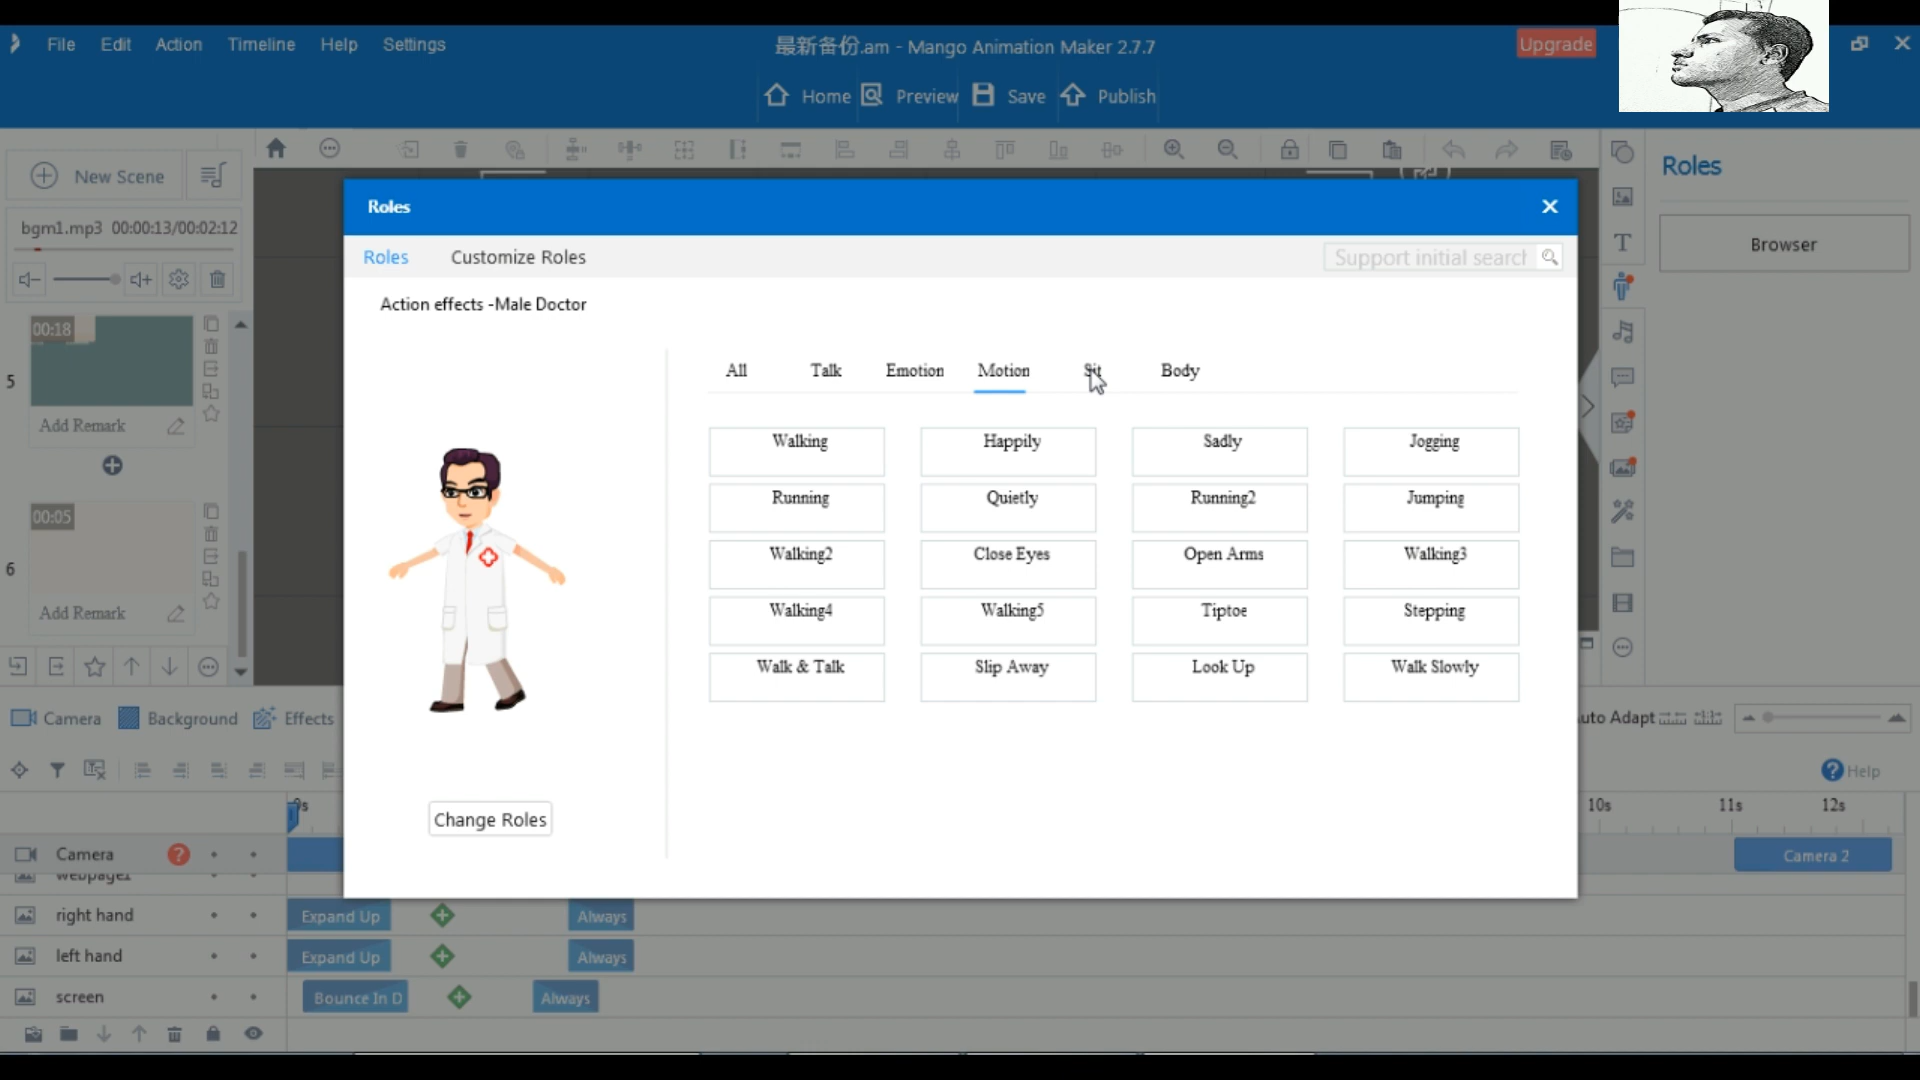 File Edit Action Timeline Help Settings
最新备份.am - Mango Animation Maker 2.7.7
Upgrade
Home Preview Save Publish
New Scene
Roles
bgm1.mp3 00:00:13/00:02:12
Browser
Roles
Roles Customize Roles
Support initial search
Action effects -Male Doctor
All Talk Emotion Motion Sit Body
Walking Happily Sadly Jogging
Running Quietly Running2 Jumping
Walking2 Close Eyes Open Arms Walking3
Walking4 Walking5 Tiptoe Stepping
Walk & Talk Slip Away Look Up Walk Slowly
Change Roles
00:18
5
Add Remark
00:05
6
Add Remark
Camera Background Effects
uto Adapt
Help
10s 11s 12s
Camera ? Camera 2
webpage1
right hand Expand Up Always
left hand Expand Up Always
screen Bounce In D Always